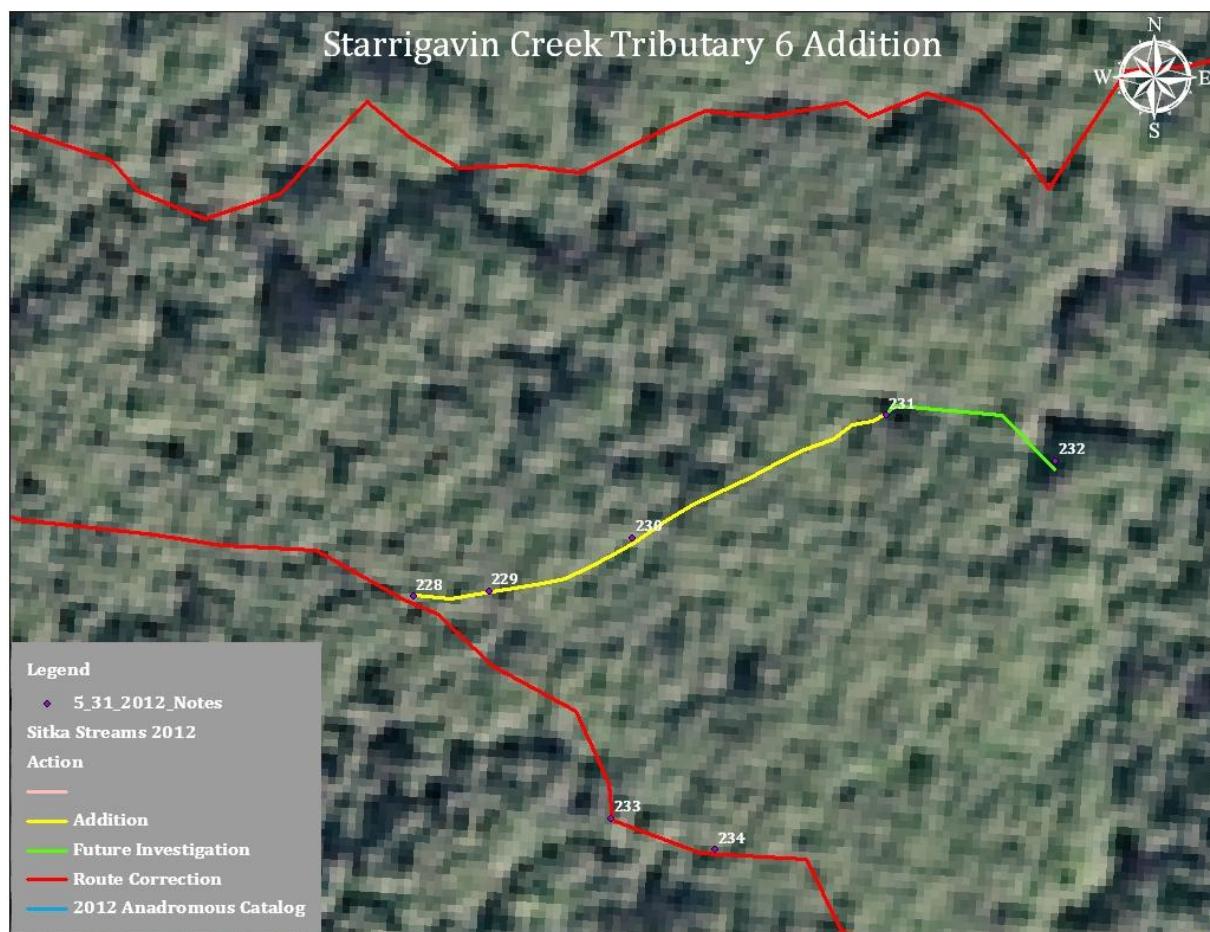 Starrigavin Creek Tributary 6 Addition
N
W E
S
231
232
230
228
229
233
234
Legend
5_31_2012_Notes
Sitka Streams 2012
Action
Addition
Future Investigation
Route Correction
2012 Anadromous Catalog